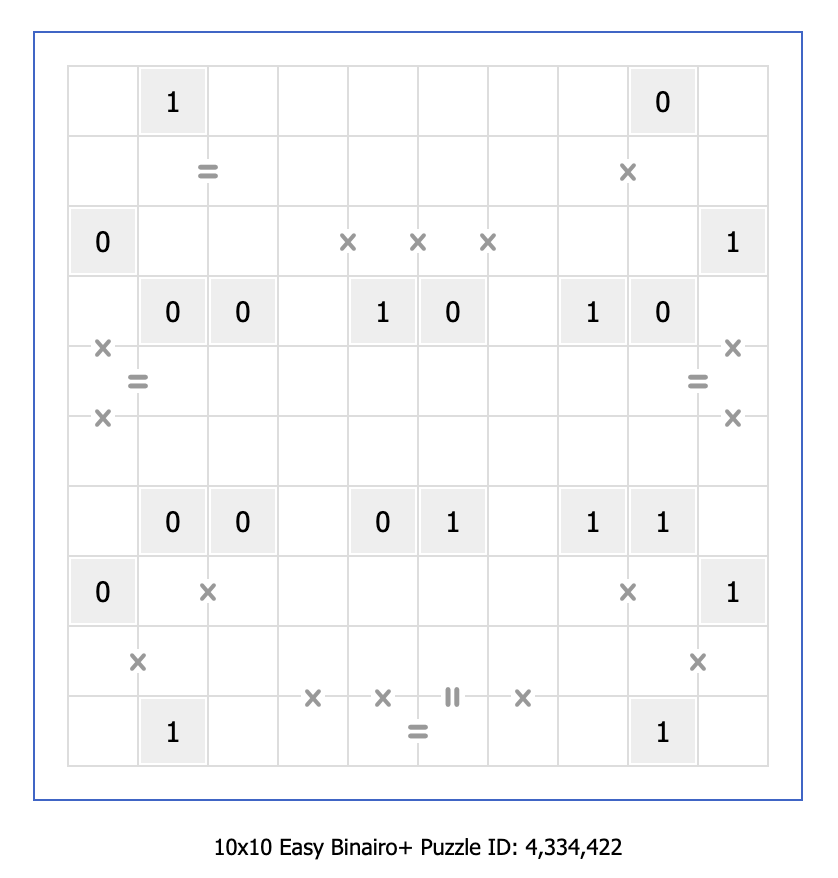 1 0
= ×
0 × × × 1
0 0 1 0 1 0
× ×
= =
× ×
0 0 0 1 1 1
0 × × 1
× ×
× × || ×
1 = 1
10x10 Easy Binairo+ Puzzle ID: 4,334,422